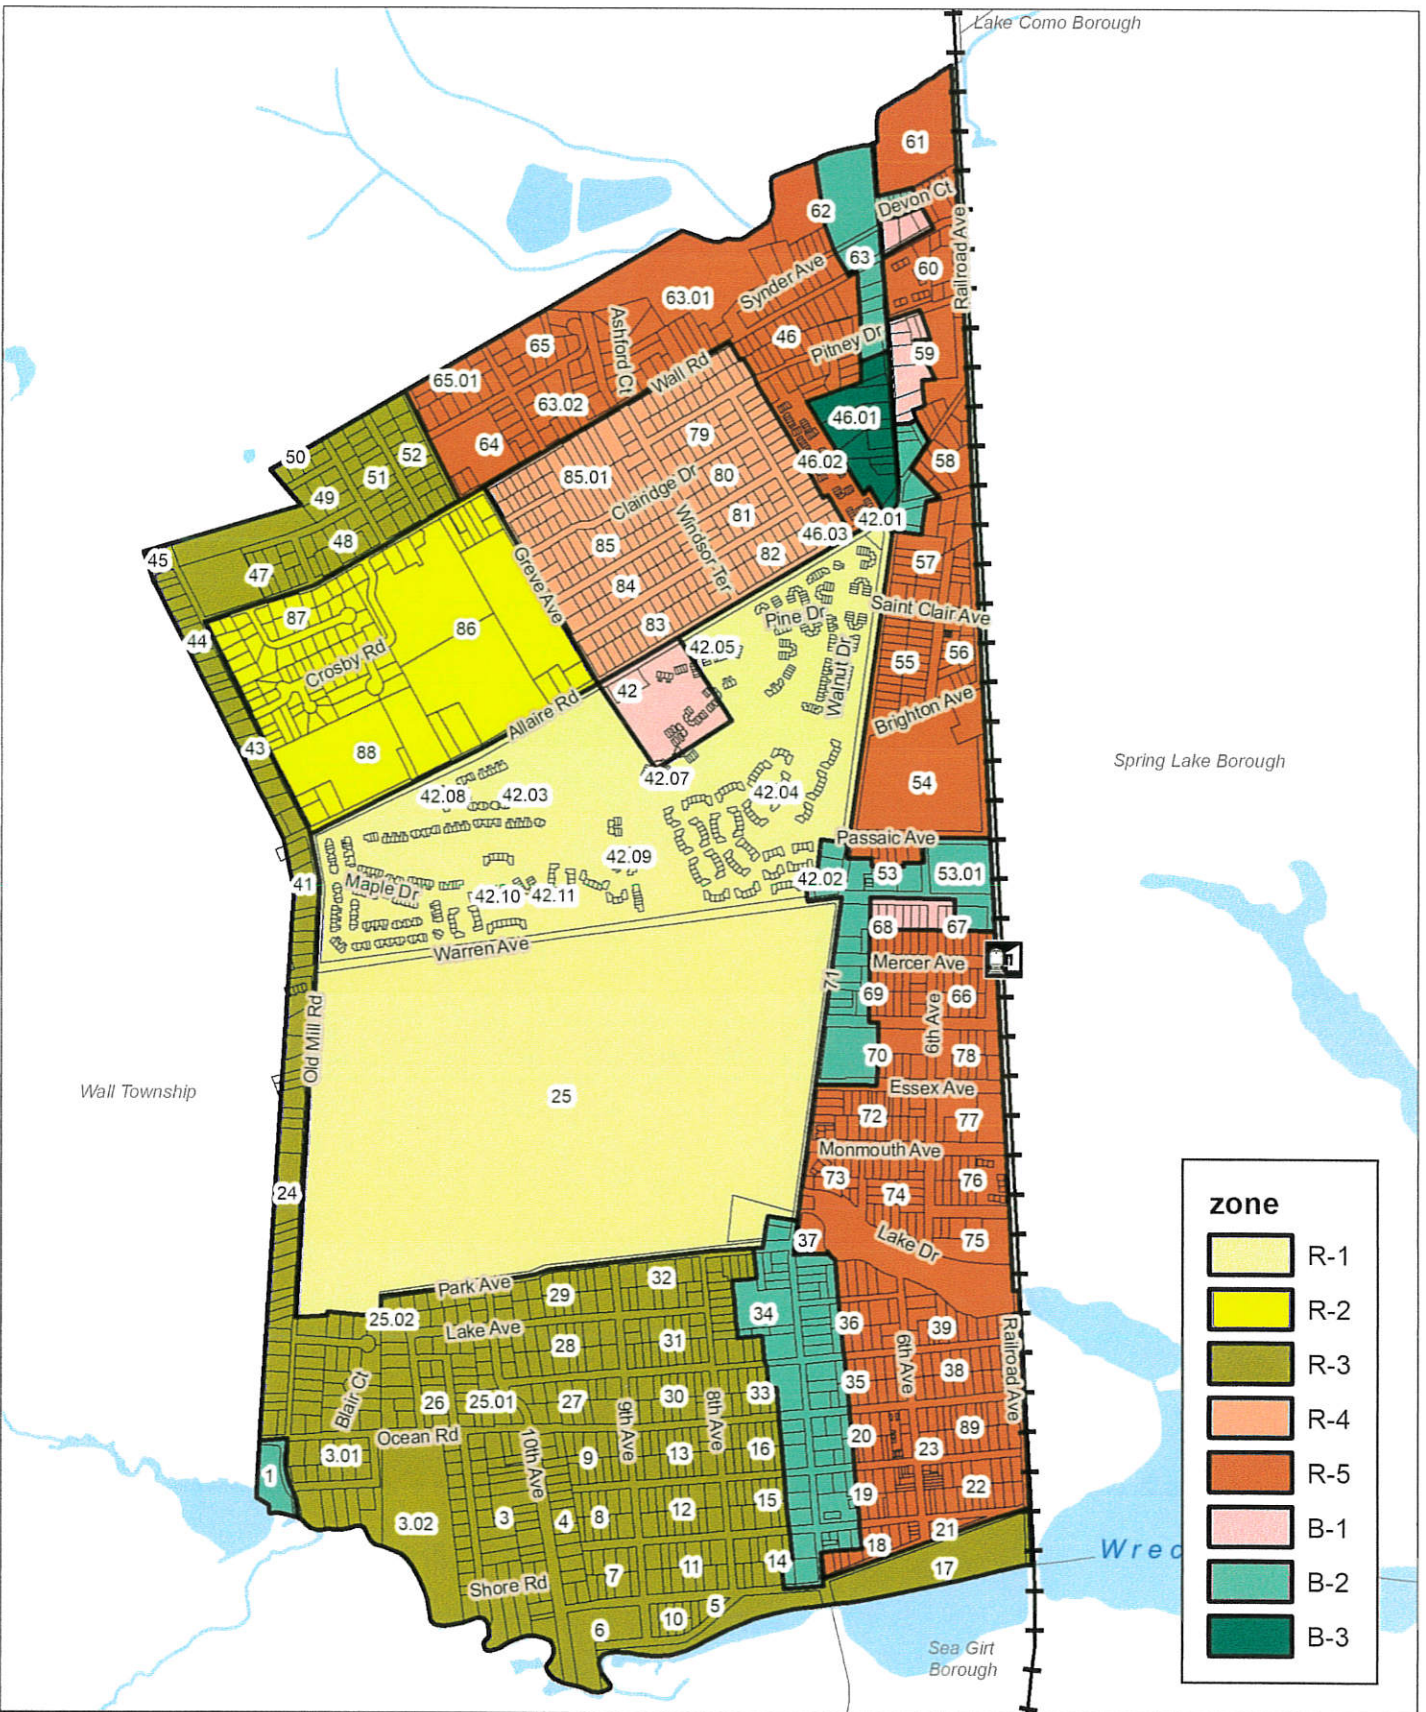 Lake Como Borough
61
Devon Ct
62
63
60
Railroad Ave
Synder Ave
63.01
Ashford Ct
65
46
Pitney Dr
59
Wall Rd
65.01
63.02
46.01
64
79
52
50
51
85.01
46.02
58
80
Clairidge Dr
49
81
42.01
Windsor Ter
48
46.03
85
82
45
47
57
Greve Ave
84
Saint Clair Ave
87
Pine Dr
86
83
44
42.05
56
Crosby Rd
55
Walnut Dr
42
Allaire Rd
Brighton Ave
43
88
Spring Lake Borough
42.07
54
42.08
42.03
42.04
Passaic Ave
42.09
41
Maple Dr
42.02
53
53.01
42.10
42.11
68
67
Warren Ave
Mercer Ave
71
69
66
6th Ave
Old Mill Rd
70
78
Essex Ave
Wall Township
25
72
77
Monmouth Ave
73
76
24
74
37
Lake Dr
75
32
Park Ave
29
34
25.02
36
39
Lake Ave
28
31
6th Ave
Railroad Ave
38
35
Blair Ct
26
25.01
27
30
33
8th Ave
9th Ave
89
Ocean Rd
20
3.01
10th Ave
9
13
16
23
1
22
19
15
3.02
3
4
8
12
21
18
14
17
7
11
Shore Rd
5
10
6
Wrec
Sea Girt
Borough
zone
R-1
R-2
R-3
R-4
R-5
B-1
B-2
B-3